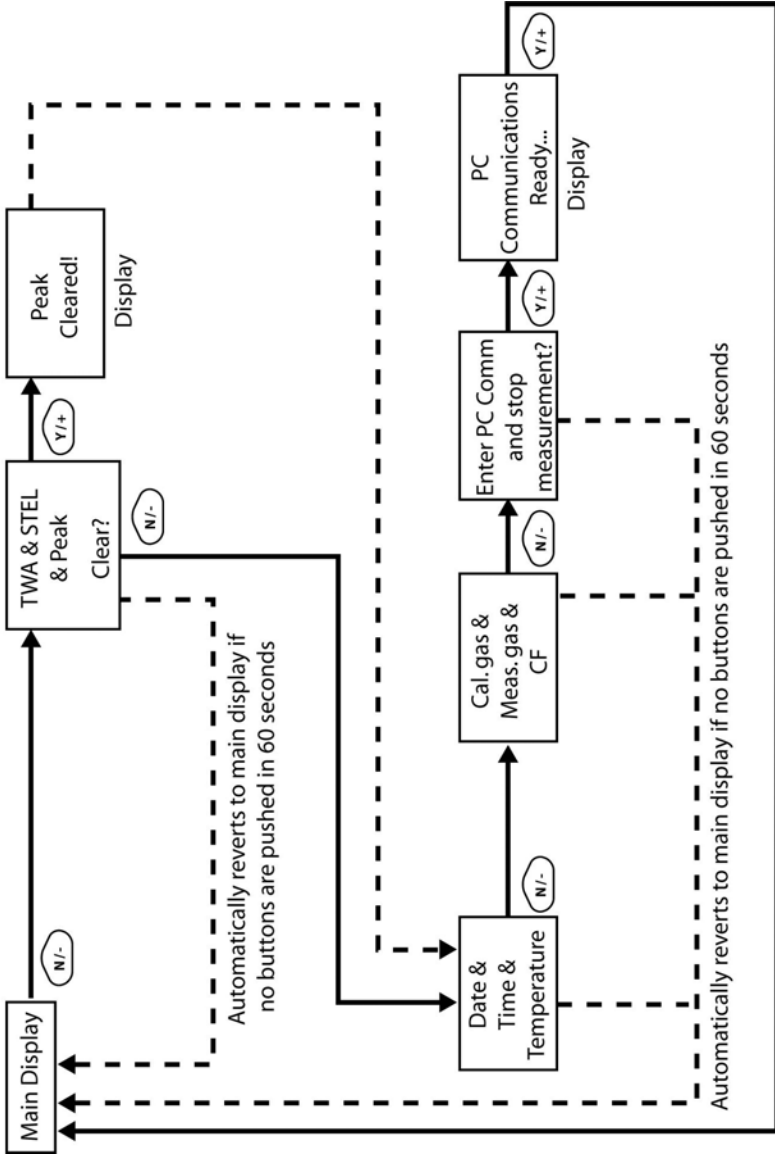 Main Display
N/-
TWA & STEL
& Peak
Clear?
Y/+
Peak
Cleared!
Display
N/-
Automatically reverts to main display if
no buttons are pushed in 60 seconds
Date &
Time &
Temperature
N/-
Cal. gas &
Meas. gas &
CF
N/-
Enter PC Comm
and stop
measurement?
Y/+
PC
Communications
Ready...
Display
Y/+
Automatically reverts to main display if no buttons are pushed in 60 seconds